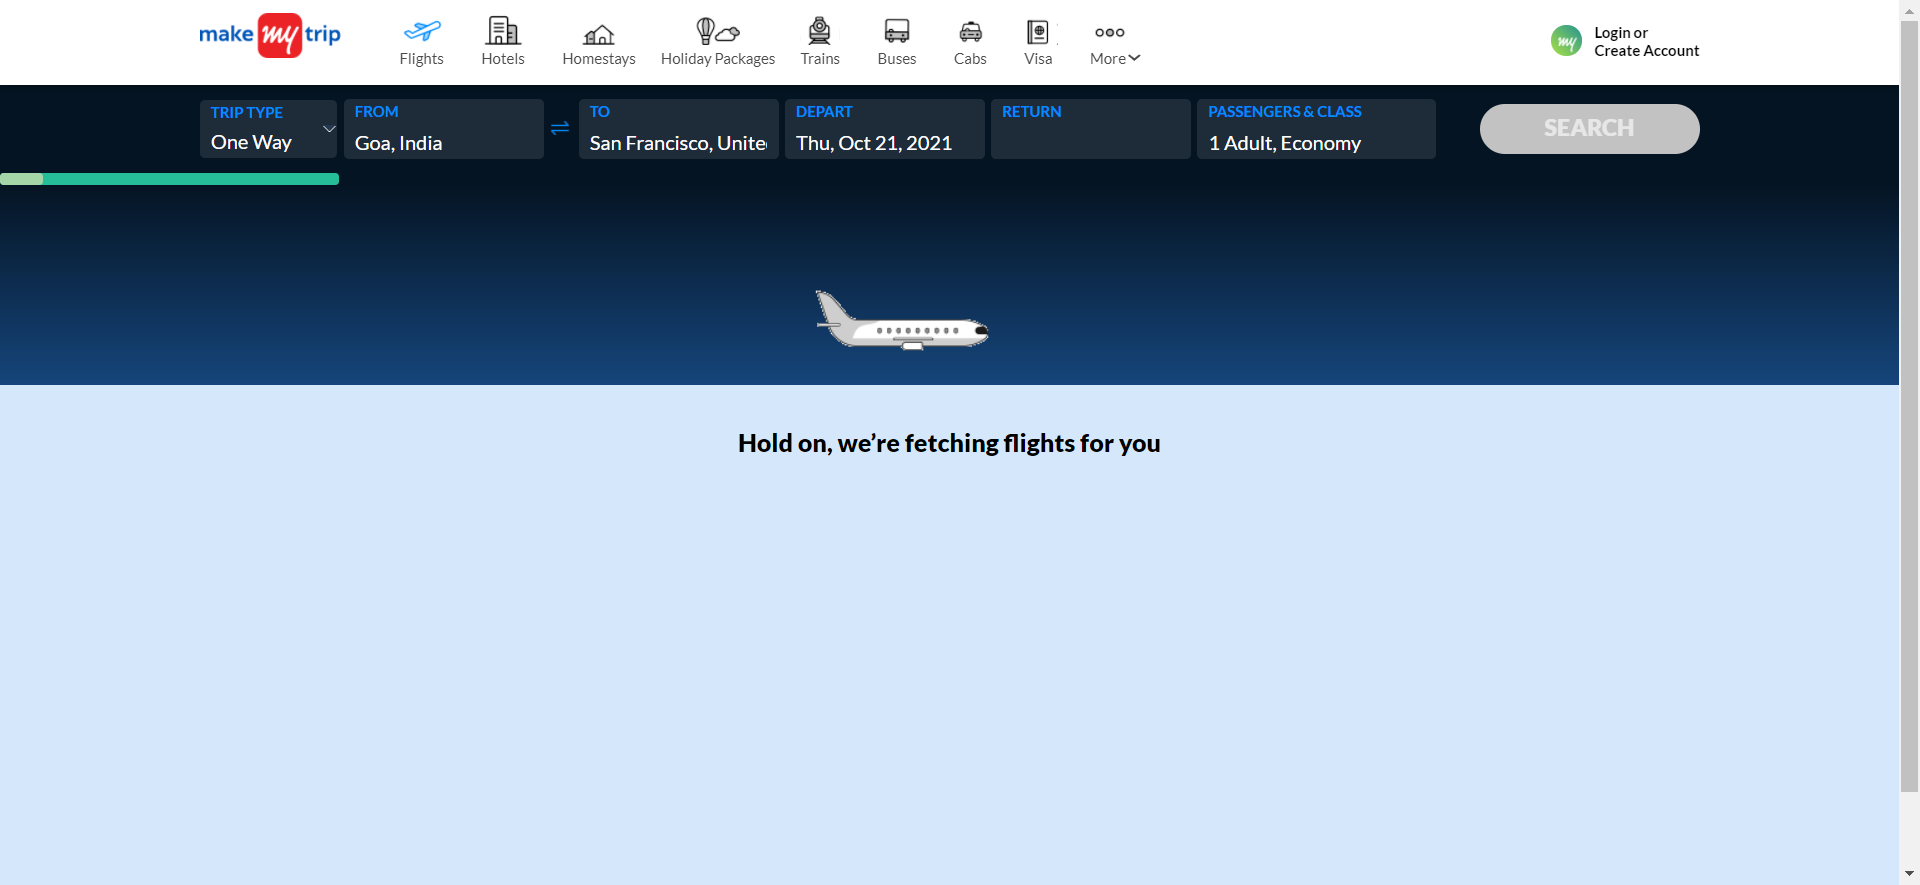 make my trip
Flights
Hotels
Homestays
Holiday Packages
Trains
Buses
Cabs
Visa
More
my
Login or
Create Account
TRIP TYPE
One Way
FROM
Goa, India
TO
San Francisco, Unite
DEPART
Thu, Oct 21, 2021
RETURN
PASSENGERS & CLASS
1 Adult, Economy
SEARCH
Hold on, we’re fetching flights for you